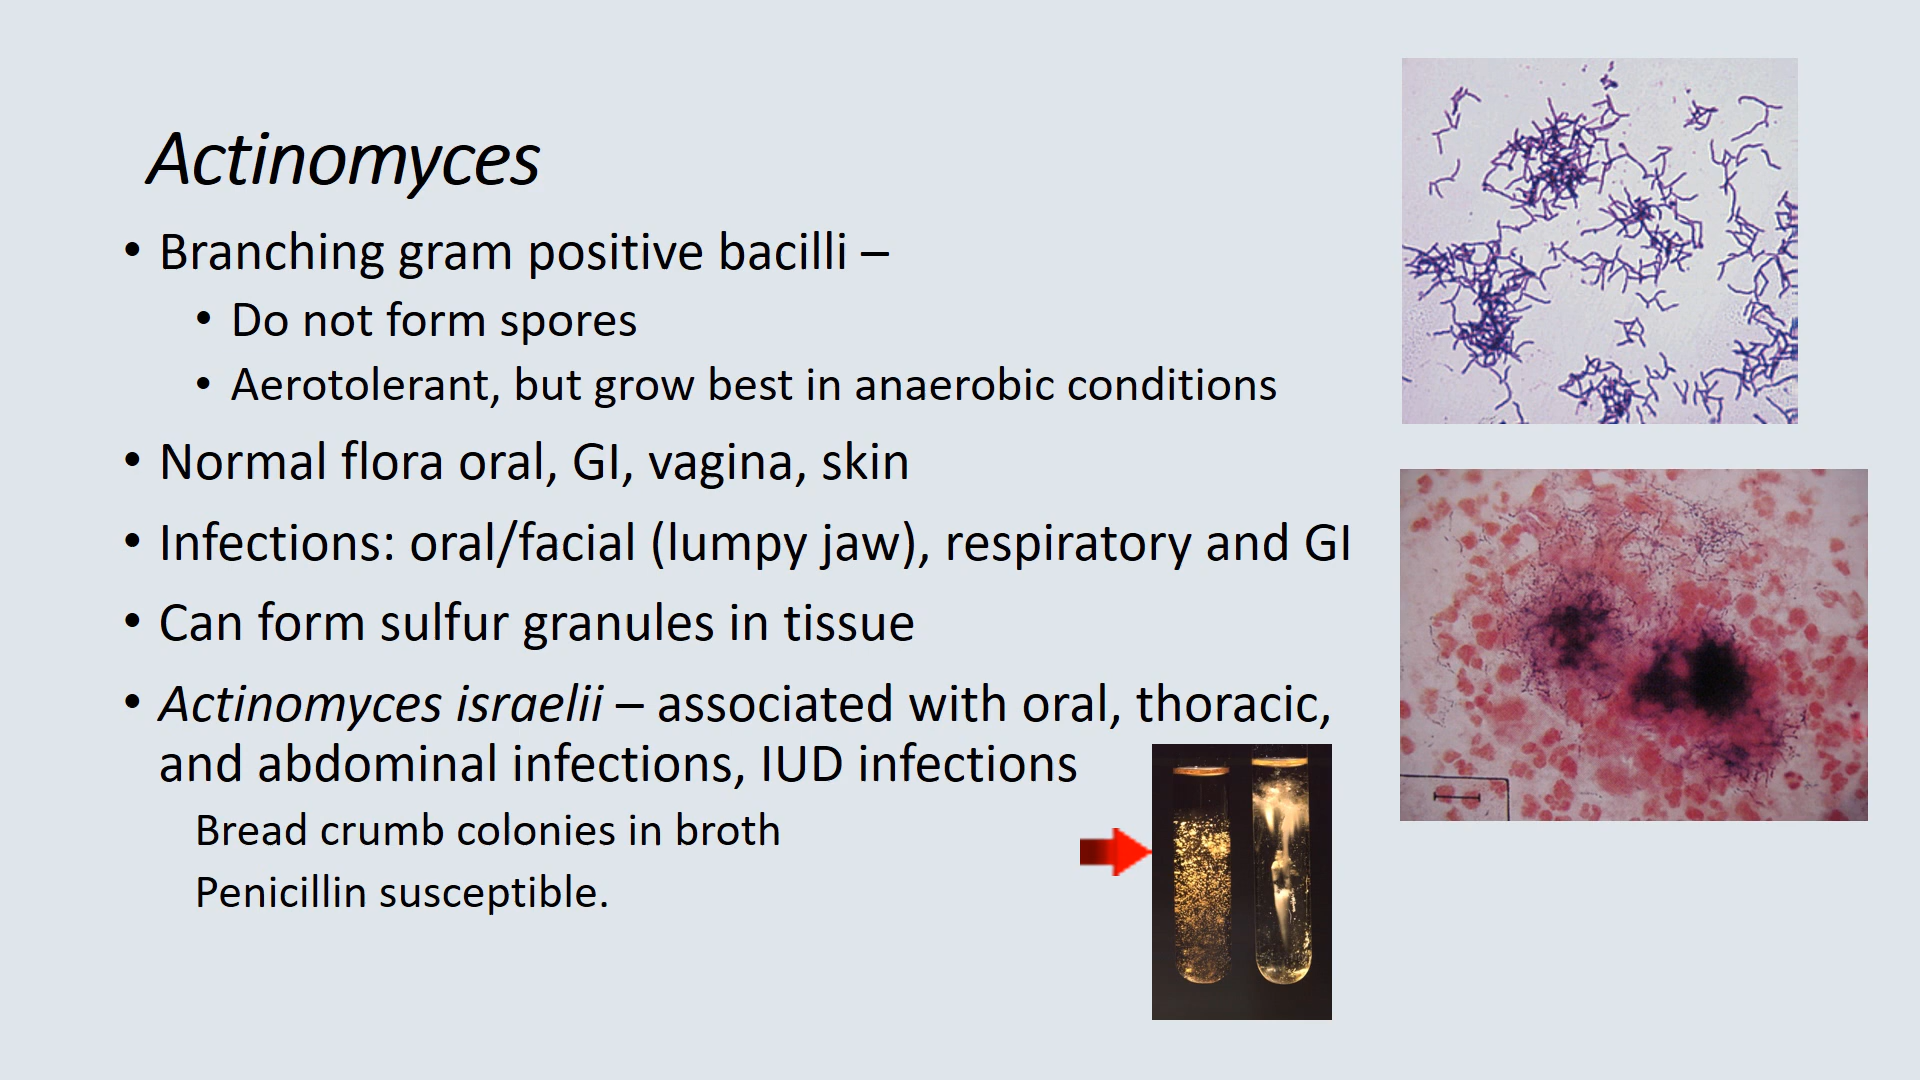 Actinomyces
• Branching gram positive bacilli –
• Do not form spores
• Aerotolerant, but grow best in anaerobic conditions
• Normal flora oral, GI, vagina, skin
• Infections: oral/facial (lumpy jaw), respiratory and GI
• Can form sulfur granules in tissue
• Actinomyces israelii – associated with oral, thoracic,
and abdominal infections, IUD infections
Bread crumb colonies in broth
Penicillin susceptible.